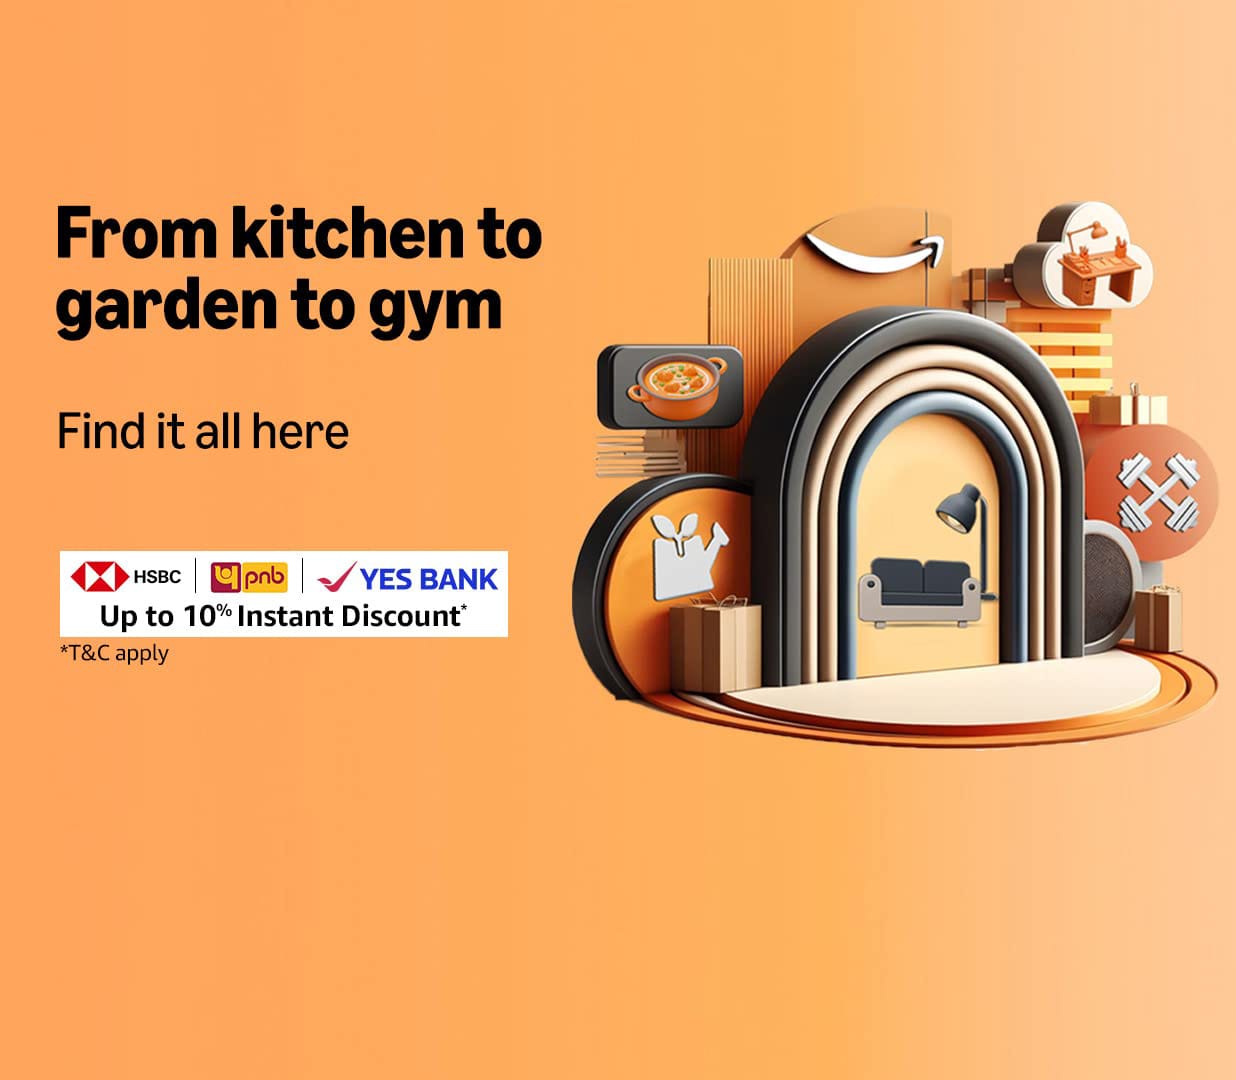 From kitchen to
garden to gym
Find it all here
HSBC pnb YES BANK
Up to 10% Instant Discount*
*T&C apply